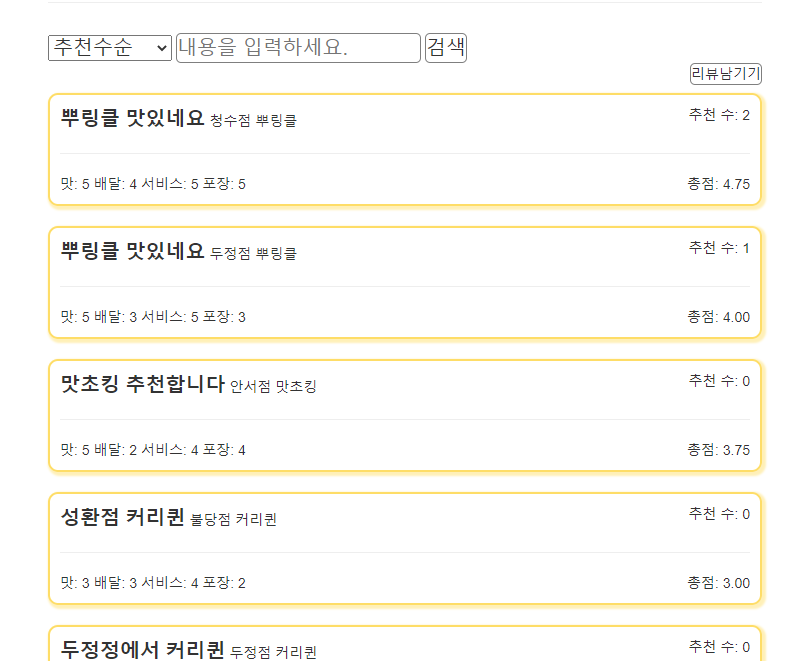 추천수순 내용을 입력하세요. 검색
리뷰남기기
뿌링클 맛있네요 청수점 뿌링클 추천 수: 2
맛: 5 배달: 4 서비스: 5 포장: 5 총점: 4.75
뿌링클 맛있네요 두정점 뿌링클 추천 수: 1
맛: 5 배달: 3 서비스: 5 포장: 3 총점: 4.00
맛초킹 추천합니다 안서점 맛초킹 추천 수: 0
맛: 5 배달: 2 서비스: 4 포장: 4 총점: 3.75
성환점 커리퀸 불당점 커리퀸 추천 수: 0
맛: 3 배달: 3 서비스: 4 포장: 2 총점: 3.00
두정정에서 커리퀸 두정점 커리퀸 추천 수: 0